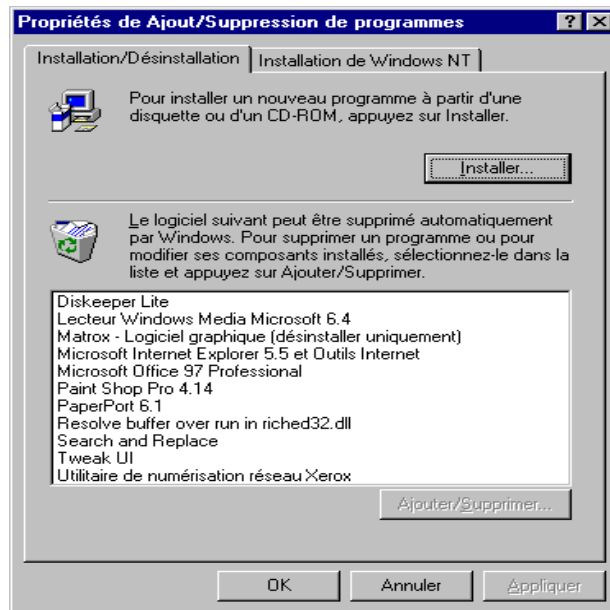 Propriétés de Ajout/Suppression de programmes
Installation/Désinstallation
Installation de Windows NT
Pour installer un nouveau programme à partir d'une
disquette ou d'un CD-ROM, appuyez sur Installer.
Installer...
Le logiciel suivant peut être supprimé automatiquement
par Windows. Pour supprimer un programme ou pour
modifier ses composants installés, sélectionnez-le dans la
liste et appuyez sur Ajouter/Supprimer.
Diskeeper Lite
Lecteur Windows Media Microsoft 6.4
Matrox - Logiciel graphique (désinstaller uniquement)
Microsoft Internet Explorer 5.5 et Outils Internet
Microsoft Office 97 Professional
Paint Shop Pro 4.14
PaperPort 6.1
Resolve buffer over run in riched32.dll
Search and Replace
Tweak UI
Utilitaire de numérisation réseau Xerox
Ajouter/Supprimer...
OK
Annuler
Appliquer